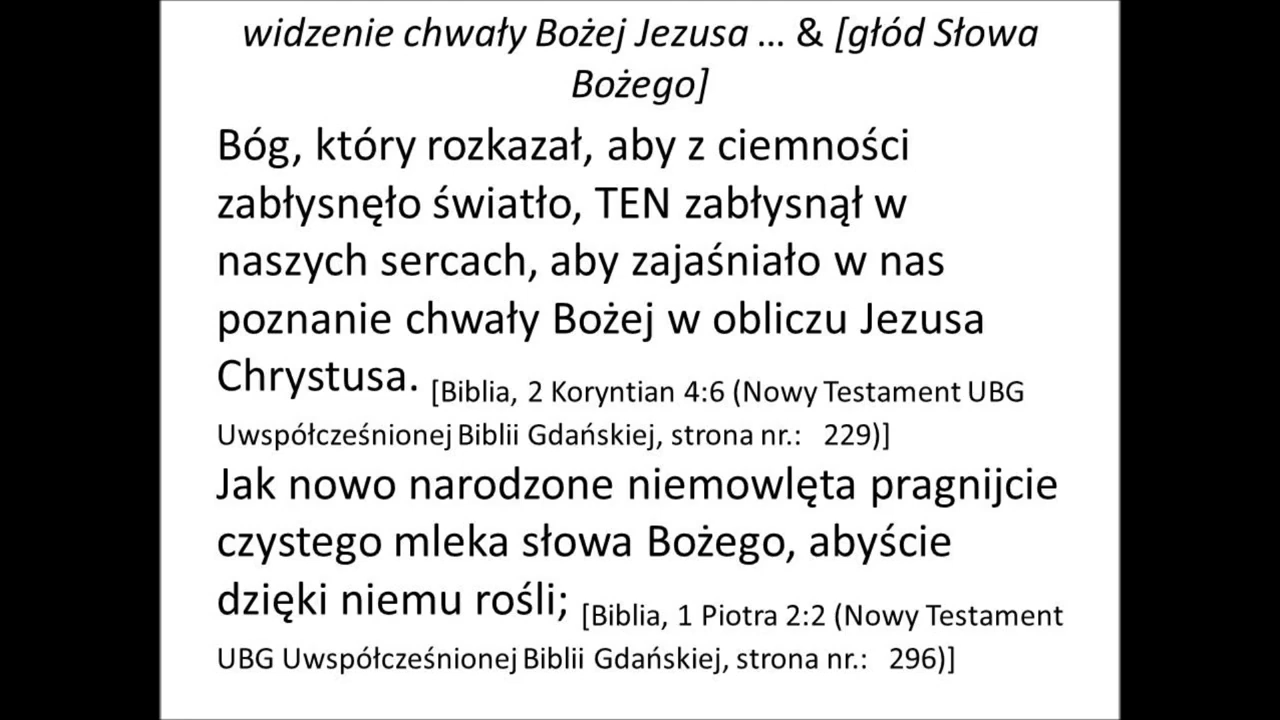 widzenie chwały Bożej Jezusa ... & [głód Słowa
Bożego]
Bóg, który rozkazał, aby z ciemności
zabłysnęło światło, TEN zabłysnął w
naszych sercach, aby zajaśniało w nas
poznanie chwały Bożej w obliczu Jezusa
Chrystusa. [Biblia, 2 Koryntian 4:6 (Nowy Testament UBG
Uwspółcześnionej Biblii Gdańskiej, strona nr.: 229)]
Jak nowo narodzone niemowlęta pragnijcie
czystego mleka słowa Bożego, abyście
dzięki niemu rośli; [Biblia, 1 Piotra 2:2 (Nowy Testament
UBG Uwspółcześnionej Biblii Gdańskiej, strona nr.: 296)]